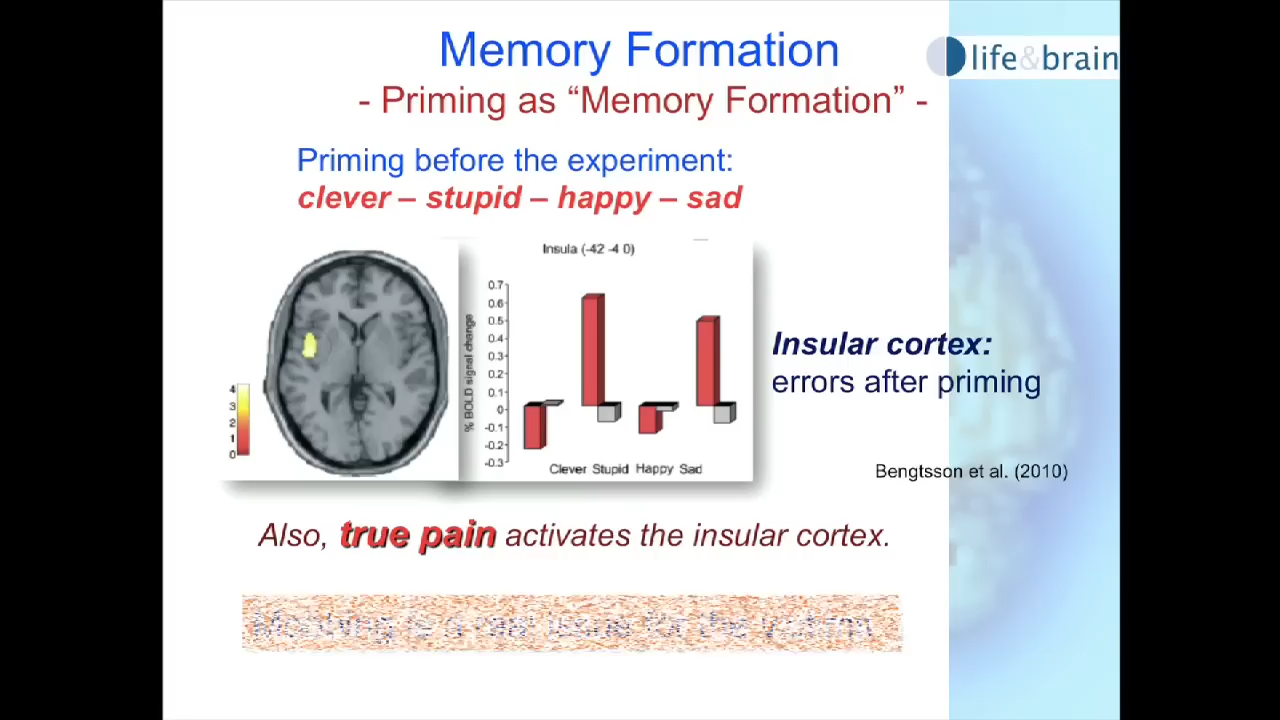 Memory Formation
life&brain
- Priming as “Memory Formation” -
Priming before the experiment:
clever – stupid – happy – sad
Insula (-42 -4 0)
0.7
0.6
0.5
0.4
0.3
0.2
0.1
0
-0.1
-0.2
-0.3
% BOLD signal change
4
3
2
1
0
Clever Stupid Happy Sad
Insular cortex:
errors after priming
Bengtsson et al. (2010)
Also, true pain activates the insular cortex.